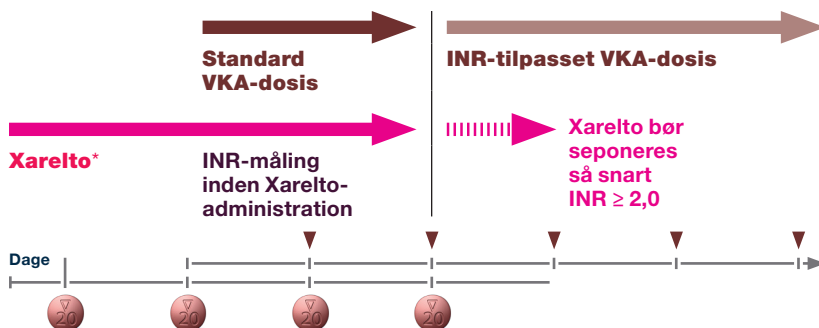 Standard
VKA-dosis
INR-tilpasset VKA-dosis
Xarelto*
INR-måling
inden Xarelto-
administration
Xarelto bør
seponeres
så snart
INR ≥ 2,0
Dage
20
20
20
20